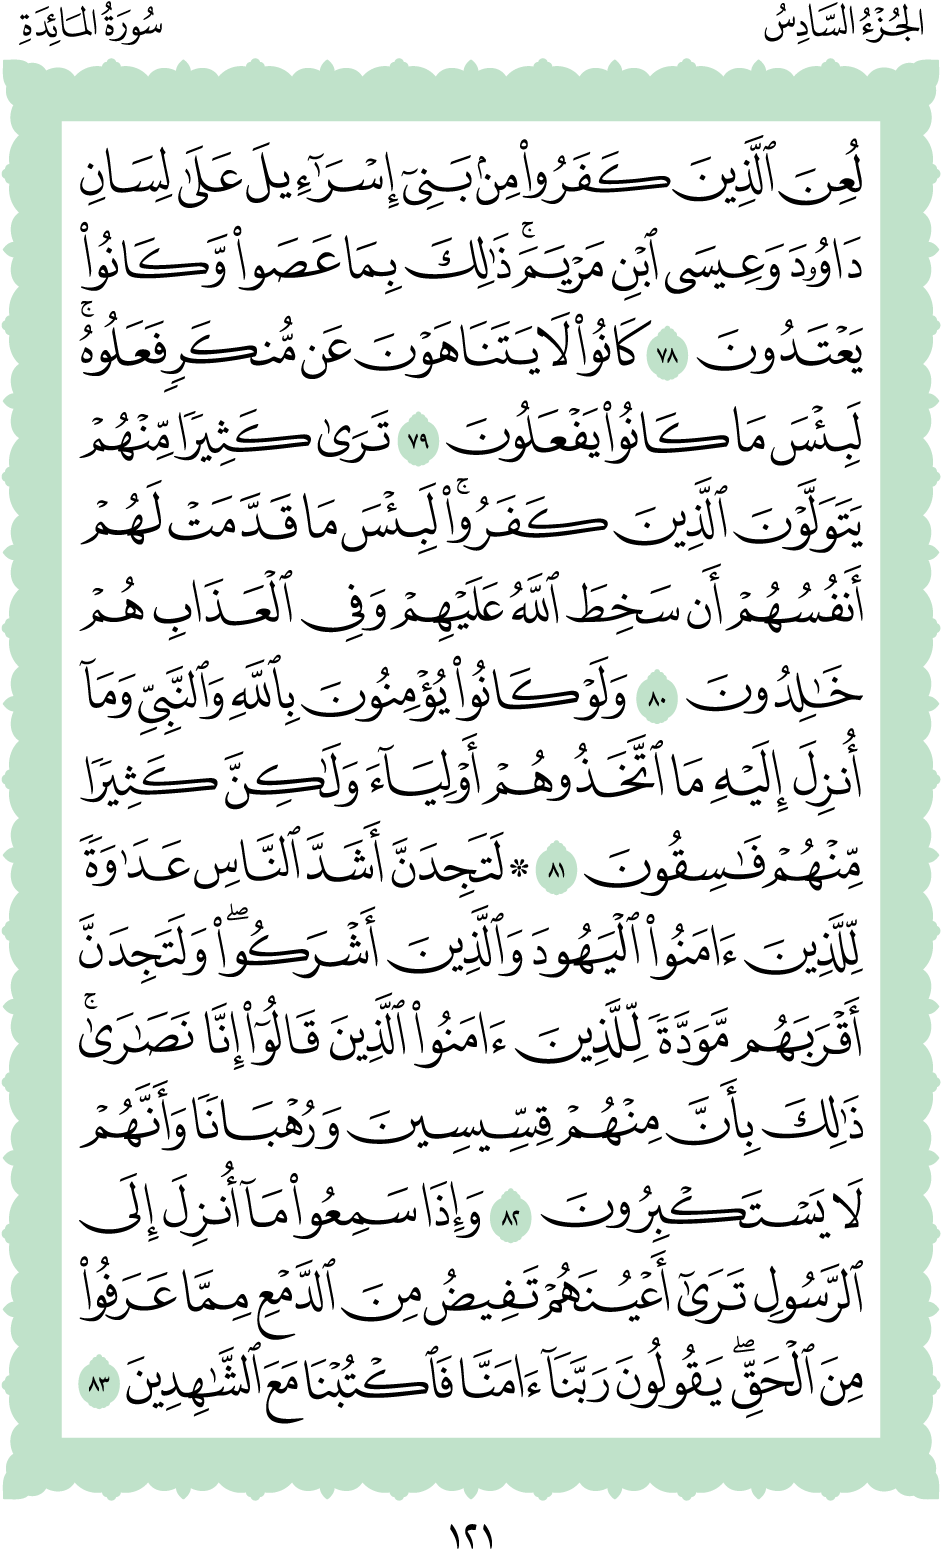 الجُزْءُ السَّادِسُ
سُورَةُ المَائِدَةِ
لُعِنَ ٱلَّذِينَ كَفَرُوا۟ مِنۢ بَنِىٓ إِسْرَٰٓءِيلَ عَلَىٰ لِسَانِ
دَاوُۥدَ وَعِيسَى ٱبْنِ مَرْيَمَ ۚ ذَٰلِكَ بِمَا عَصَوا۟ وَّكَانُوا۟
يَعْتَدُونَ ٧٨ كَانُوا۟ لَا يَتَنَاهَوْنَ عَن مُّنكَرٍ فَعَلُوهُ ۚ
لَبِئْسَ مَا كَانُوا۟ يَفْعَلُونَ ٧٩ تَرَىٰ كَثِيرًا مِّنْهُمْ
يَتَوَلَّوْنَ ٱلَّذِينَ كَفَرُوا۟ ۚ لَبِئْسَ مَا قَدَّمَتْ لَهُمْ
أَنفُسُهُمْ أَن سَخِطَ ٱللَّهُ عَلَيْهِمْ وَفِى ٱلْعَذَابِ هُمْ
خَٰلِدُونَ ٨٠ وَلَوْ كَانُوا۟ يُؤْمِنُونَ بِٱللَّهِ وَٱلنَّبِىِّ وَمَآ
أُنزِلَ إِلَيْهِ مَا ٱتَّخَذُوهُمْ أَوْلِيَآءَ وَلَٰكِنَّ كَثِيرًا
مِّنْهُمْ فَٰسِقُونَ ٨١ ۞ لَتَجِدَنَّ أَشَدَّ ٱلنَّاسِ عَدَٰوَةً
لِّلَّذِينَ ءَامَنُوا۟ ٱلْيَهُودَ وَٱلَّذِينَ أَشْرَكُوا۟ ۖ وَلَتَجِدَنَّ
أَقْرَبَهُم مَّوَدَّةً لِّلَّذِينَ ءَامَنُوا۟ ٱلَّذِينَ قَالُوٓا۟ إِنَّا نَصَٰرَىٰ ۚ
ذَٰلِكَ بِأَنَّ مِنْهُمْ قِسِّيسِينَ وَرُهْبَانًا وَأَنَّهُمْ
لَا يَسْتَكْبِرُونَ ٨٢ وَإِذَا سَمِعُوا۟ مَآ أُنزِلَ إِلَى
ٱلرَّسُولِ تَرَىٰٓ أَعْيُنَهُمْ تَفِيضُ مِنَ ٱلدَّمْعِ مِمَّا عَرَفُوا۟
مِنَ ٱلْحَقِّ ۖ يَقُولُونَ رَبَّنَآ ءَامَنَّا فَٱكْتُبْنَا مَعَ ٱلشَّٰهِدِينَ ٨٣
١٢١